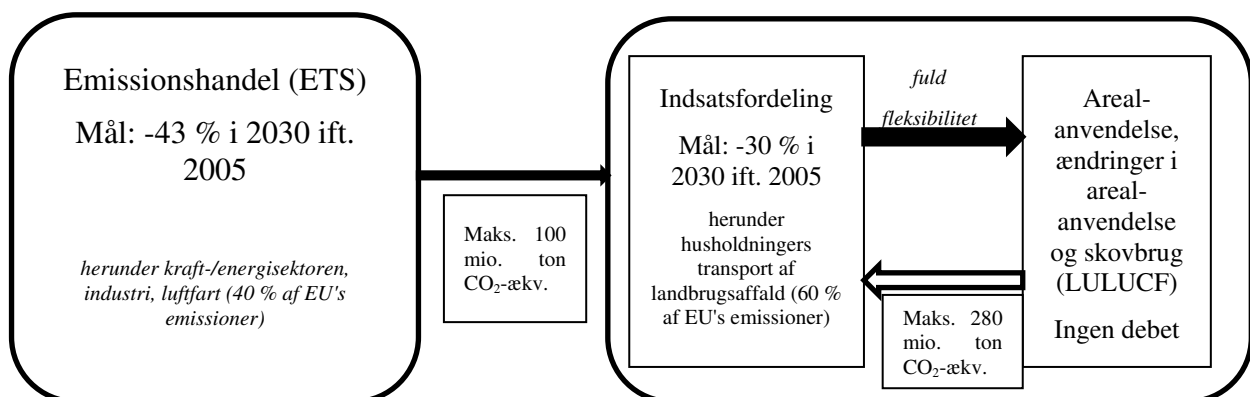 Emissionshandel (ETS)
Mål: -43 % i 2030 ift.
2005
herunder kraft-/energisektoren,
industri, luftfart (40 % af EU's
emissioner)
Maks. 100
mio. ton
CO₂-ækv.
Indsatsfordeling
Mål: -30 % i
2030 ift. 2005
herunder
husholdningers
transport af
landbrugsaffald (60 %
af EU's emissioner)
fuld
fleksibilitet
Maks. 280
mio. ton
CO₂-ækv.
Areal-
anvendelse,
ændringer i
areal-
anvendelse
og skovbrug
(LULUCF)
Ingen debet